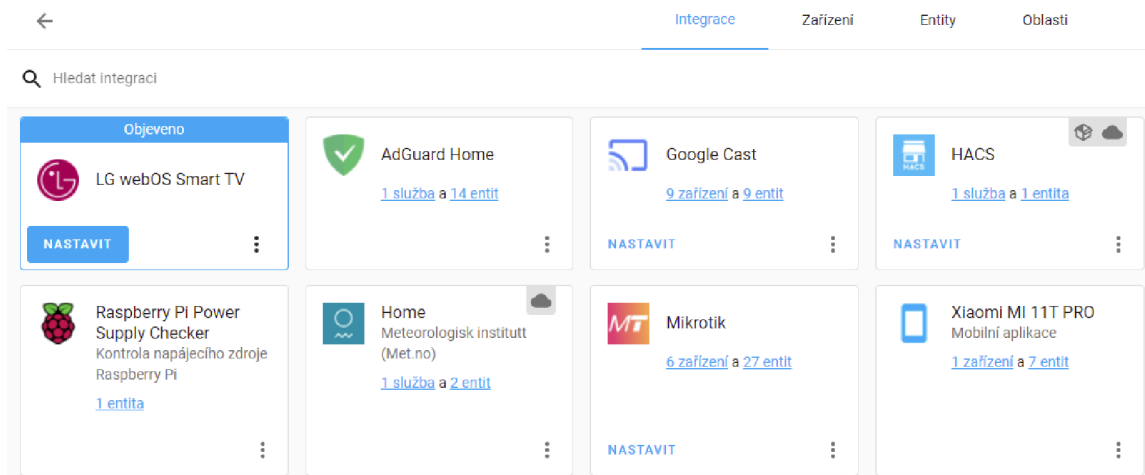 Integrace
Zařízení
Entity
Oblasti
Hledat integraci
Objeveno
LG webOS Smart TV
NASTAVIT
AdGuard Home
1 služba a 14 entit
Google Cast
9 zařízení a 9 entit
NASTAVIT
HACS
HACS
1 služba a 1 entita
NASTAVIT
Raspberry Pi Power
Supply Checker
Kontrola napájecího zdroje
Raspberry Pi
1 entita
Home
Meteorologisk institutt
(Met.no)
1 služba a 2 entit
MT
Mikrotik
6 zařízení a 27 entit
NASTAVIT
Xiaomi MI 11T PRO
Mobilní aplikace
1 zařízení a 7 entit